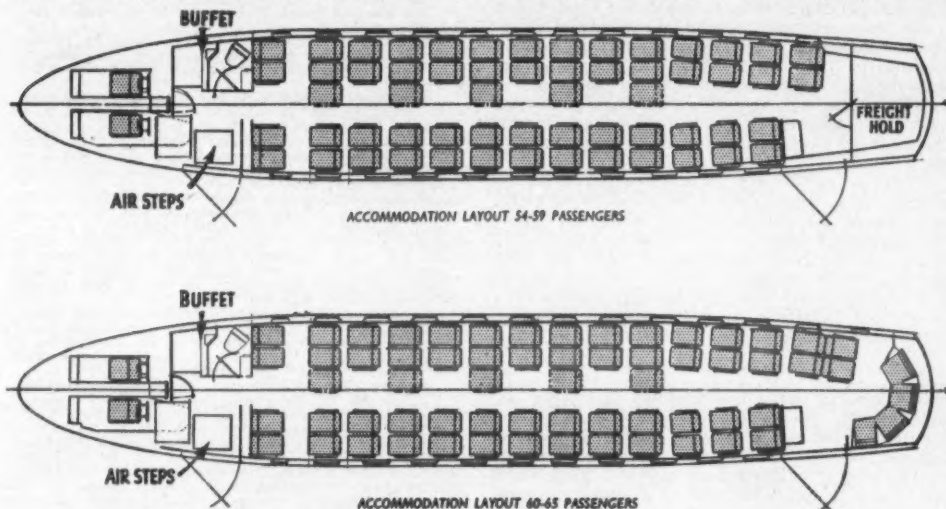 BUFFET
FREIGHT
HOLD
AIR STEPS
ACCOMMODATION LAYOUT 54-59 PASSENGERS
BUFFET
AIR STEPS
ACCOMMODATION LAYOUT 60-65 PASSENGERS